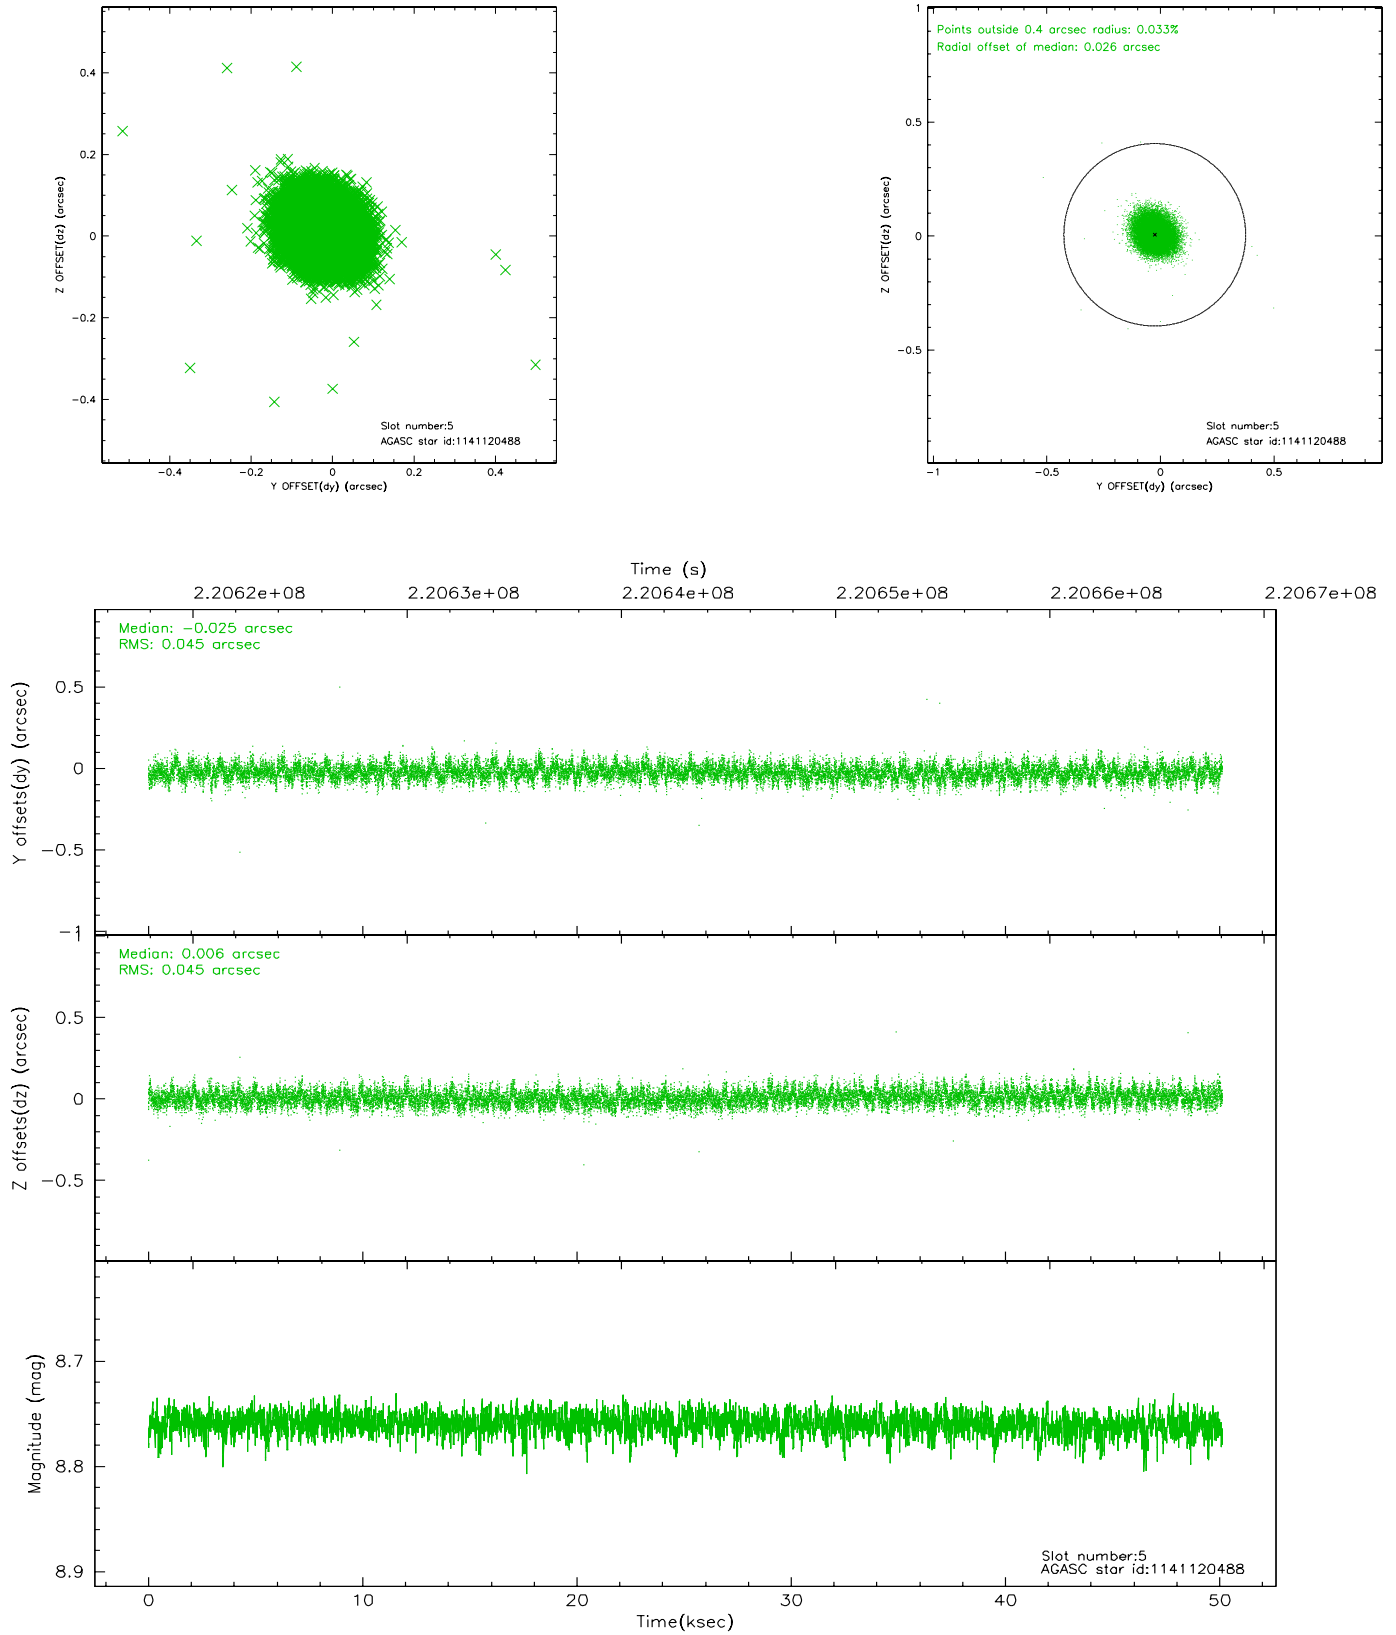 0.4
0.2
0
−0.2
−0.4
Z OFFSET(dz) (arcsec)
Slot number:5
AGASC star id:1141120488
−0.4 −0.2 0 0.2 0.4
Y OFFSET(dy) (arcsec)
1
0.5
0
−0.5
Z OFFSET(dz) (arcsec)
Points outside 0.4 arcsec radius: 0.033%
Radial offset of median: 0.026 arcsec
Slot number:5
AGASC star id:1141120488
−1 −0.5 0 0.5
Y OFFSET(dy) (arcsec)
Time (s)
2.2062e+08 2.2063e+08 2.2064e+08 2.2065e+08 2.2066e+08 2.2067e+08
Median: −0.025 arcsec
RMS: 0.045 arcsec
0.5
0
−0.5
−1
Y offsets(dy) (arcsec)
Median: 0.006 arcsec
RMS: 0.045 arcsec
1
0.5
0
−0.5
Z offsets(dz) (arcsec)
8.7
8.8
8.9
Magnitude (mag)
Slot number:5
AGASC star id:1141120488
0 10 20 30 40 50
Time(ksec)